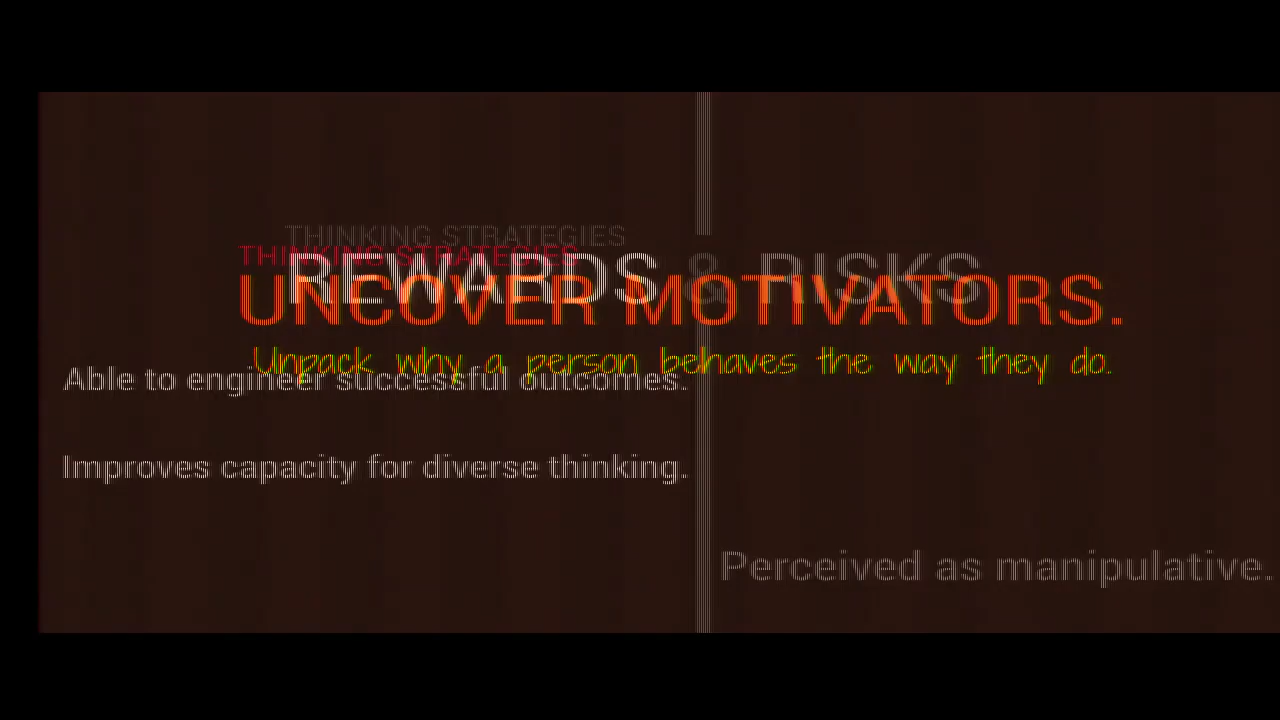 THINKING STRATEGIES
THINKING STRATEGIES
REWARDS & RISKS
UNCOVER MOTIVATORS.
Unpack why a person behaves the way they do.
Able to engineer successful outcomes.
Improves capacity for diverse thinking.
Perceived as manipulative.